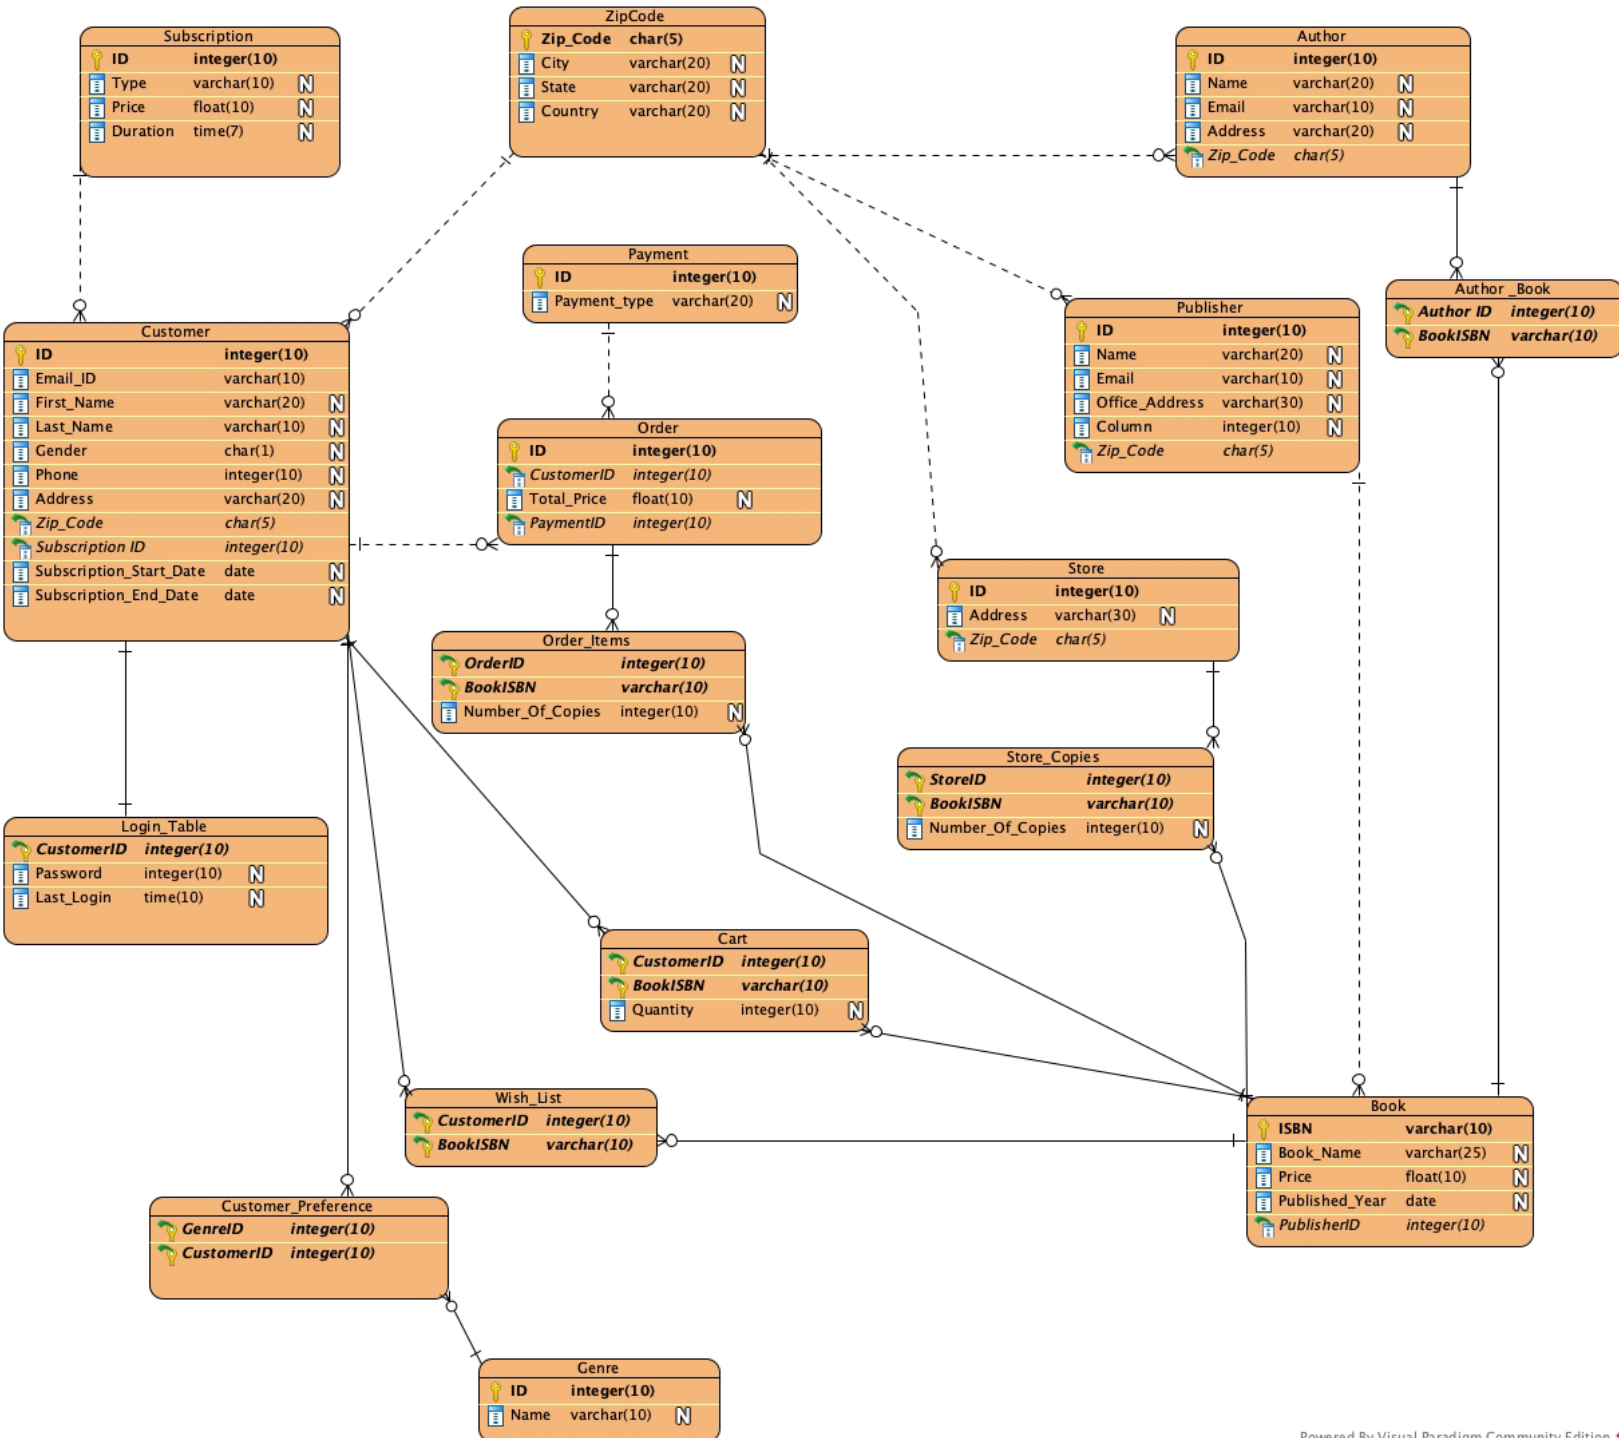 Subscription
ID integer(10)
Type varchar(10) N
Price float(10) N
Duration time(7) N
ZipCode
Zip_Code char(5)
City varchar(20) N
State varchar(20) N
Country varchar(20) N
Author
ID integer(10)
Name varchar(20) N
Email varchar(10) N
Address varchar(20) N
Zip_Code char(5)
Payment
ID integer(10)
Payment_type varchar(20) N
Author _Book
Author ID integer(10)
BookISBN varchar(10)
Publisher
ID integer(10)
Name varchar(20) N
Email varchar(10) N
Office_Address varchar(30) N
Column integer(10) N
Zip_Code char(5)
Customer
ID integer(10)
Email_ID varchar(10)
First_Name varchar(20) N
Last_Name varchar(10) N
Gender char(1) N
Phone integer(10) N
Address varchar(20) N
Zip_Code char(5)
Subscription ID integer(10)
Subscription_Start_Date date N
Subscription_End_Date date N
Order
ID integer(10)
CustomerID integer(10)
Total_Price float(10) N
PaymentID integer(10)
Store
ID integer(10)
Address varchar(30) N
Zip_Code char(5)
Order_Items
OrderID integer(10)
BookISBN varchar(10)
Number_Of_Copies integer(10) N
Store_Copies
StoreID integer(10)
BookISBN varchar(10)
Number_Of_Copies integer(10) N
Login_Table
CustomerID integer(10)
Password integer(10) N
Last_Login time(10) N
Cart
CustomerID integer(10)
BookISBN varchar(10)
Quantity integer(10) N
Wish_List
CustomerID integer(10)
BookISBN varchar(10)
Book
ISBN varchar(10)
Book_Name varchar(25) N
Price float(10) N
Published_Year date N
PublisherID integer(10)
Customer_Preference
GenreID integer(10)
CustomerID integer(10)
Genre
ID integer(10)
Name varchar(10) N
Powered By Visual Paradigm Community Edition